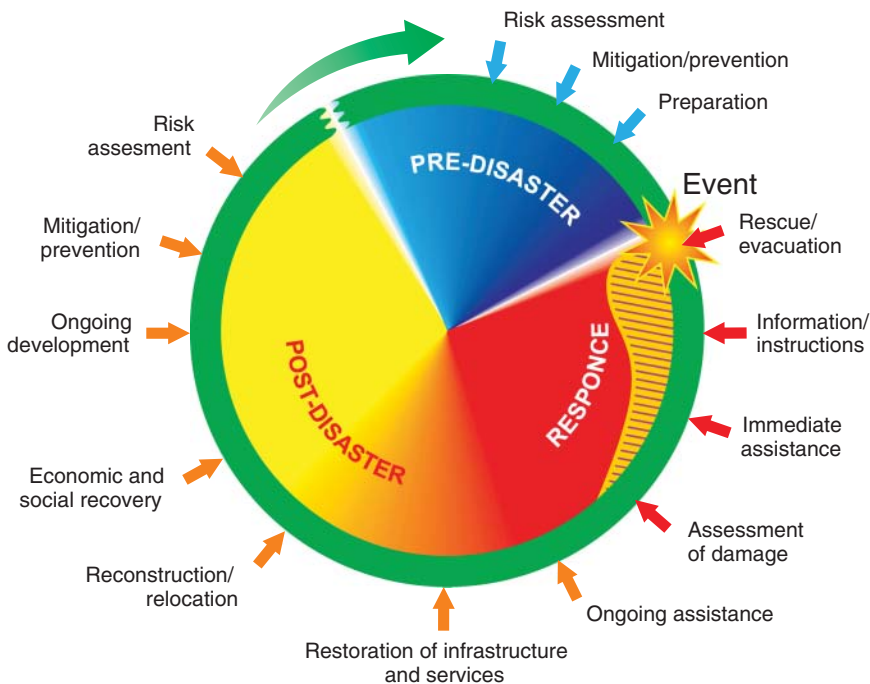 Risk assessment
Mitigation/prevention
Preparation
Event
Rescue/
evacuation
Information/
instructions
Immediate
assistance
Assessment
of damage
Ongoing assistance
Restoration of infrastructure
and services
Reconstruction/
relocation
Economic and
social recovery
Ongoing
development
Mitigation/
prevention
Risk
assesment
PRE-DISASTER
RESPONCE
POST-DISASTER